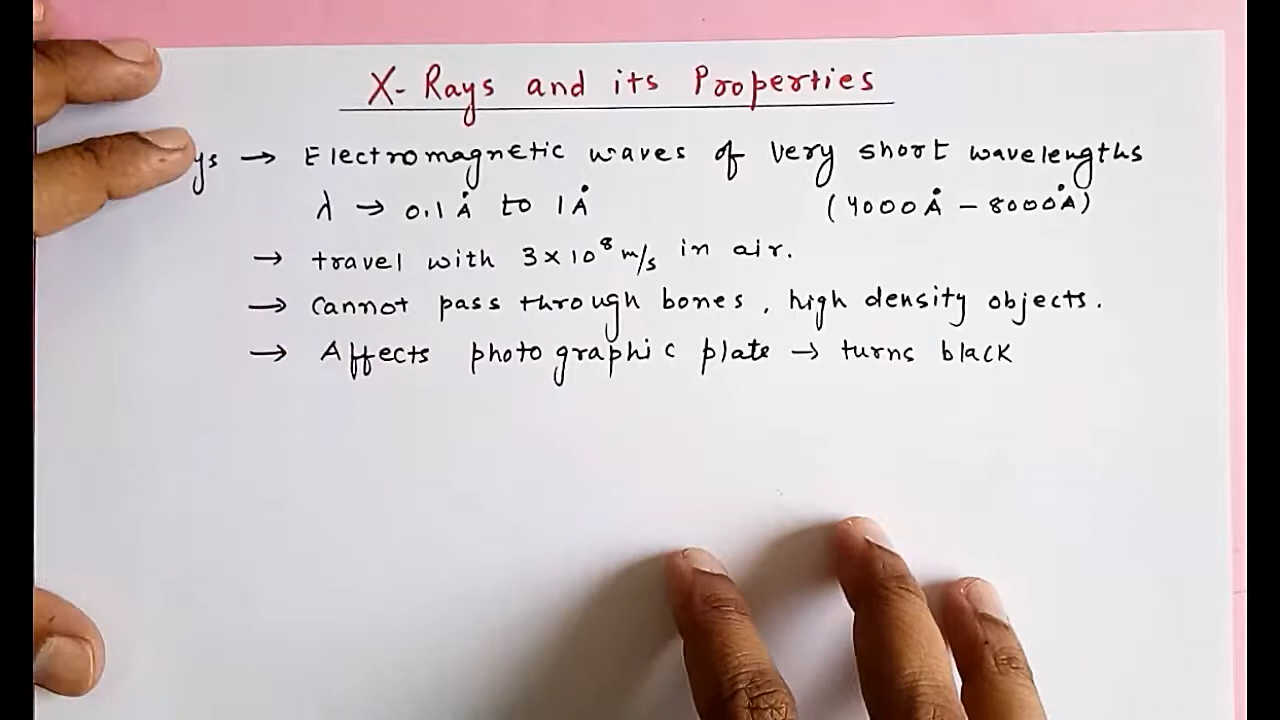 X-Rays and its Properties
ys → Electromagnetic waves of very short wavelengths
λ → 0.1 Å to 1 Å (4000 Å - 8000 Å)
→ travel with 3 × 10⁸ m/s in air.
→ cannot pass through bones, high density objects.
→ Affects photographic plate → turns black